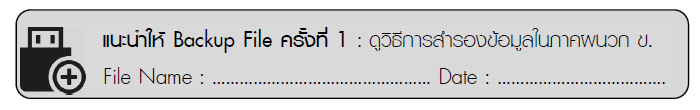 แนะนำให้ Backup File ครั้งที่ 1 : ดูวิธีการสำรองข้อมูลในภาคผนวก ข.
File Name : ................................................ Date : .....................................